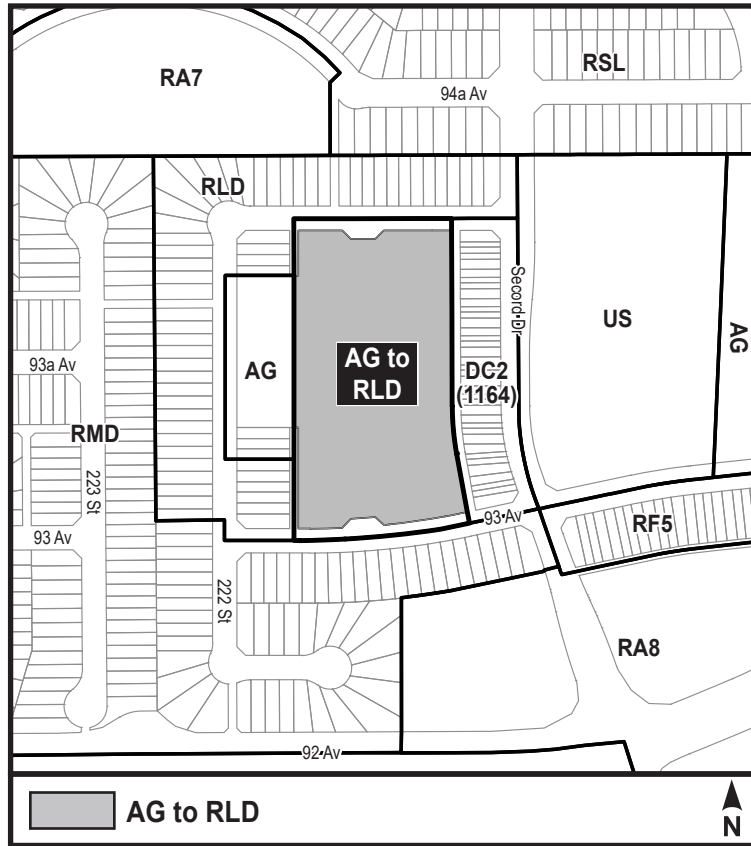 RA7
RSL
94a Av
RLD
Second Dr
US
AG
93a Av
AG
AG to
RLD
DC2
(1164)
RMD
223 St
93 Av
93 Av
RF5
222 St
RA8
92 Av
AG to RLD
N